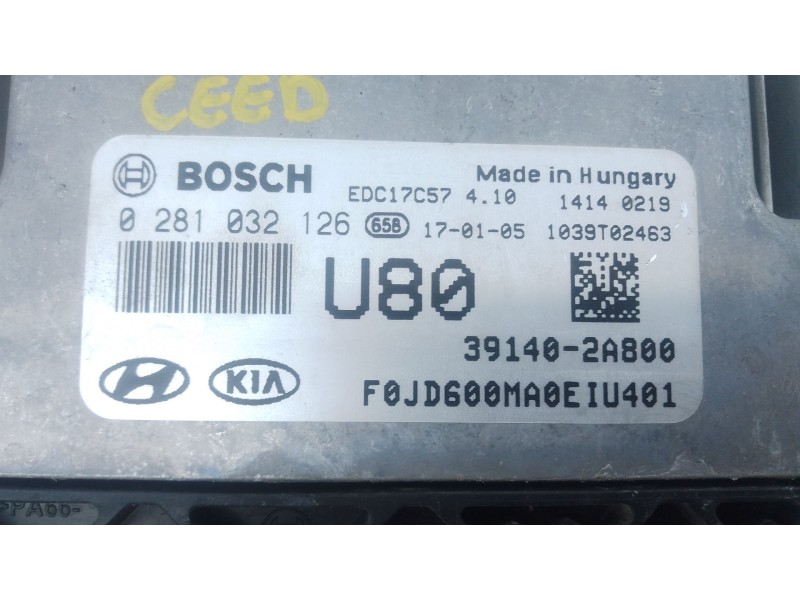 CEED
BOSCH Made in Hungary
EDC17C57 4.10 1414 0219
0 281 032 126 658 17-01-05 1039T02463
U80
39140-2A800
KIA F0JD600MA0EIU401